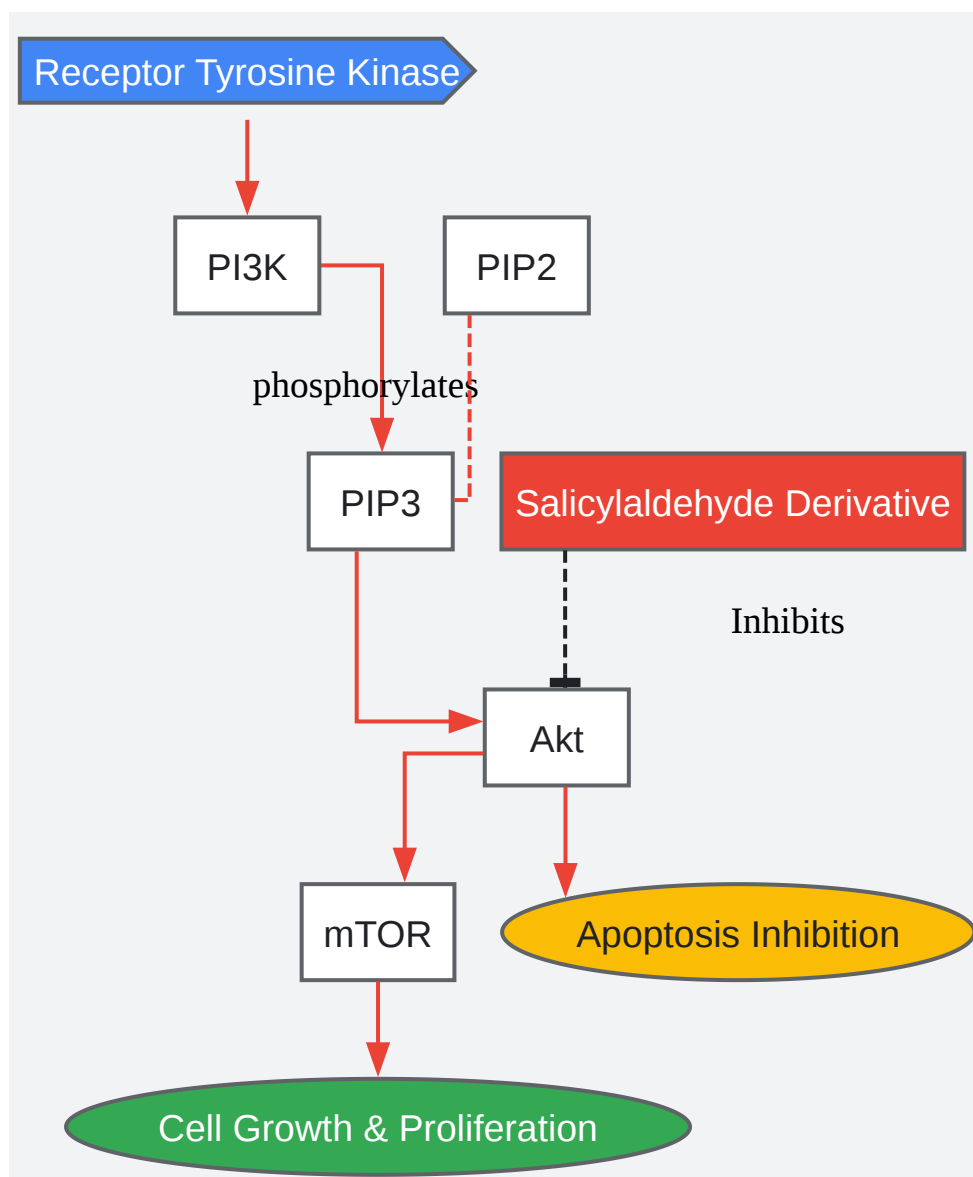 Receptor Tyrosine Kinase
PI3K
PIP2
phosphorylates
PIP3
Salicylaldehyde Derivative
Inhibits
Akt
mTOR
Apoptosis Inhibition
Cell Growth & Proliferation